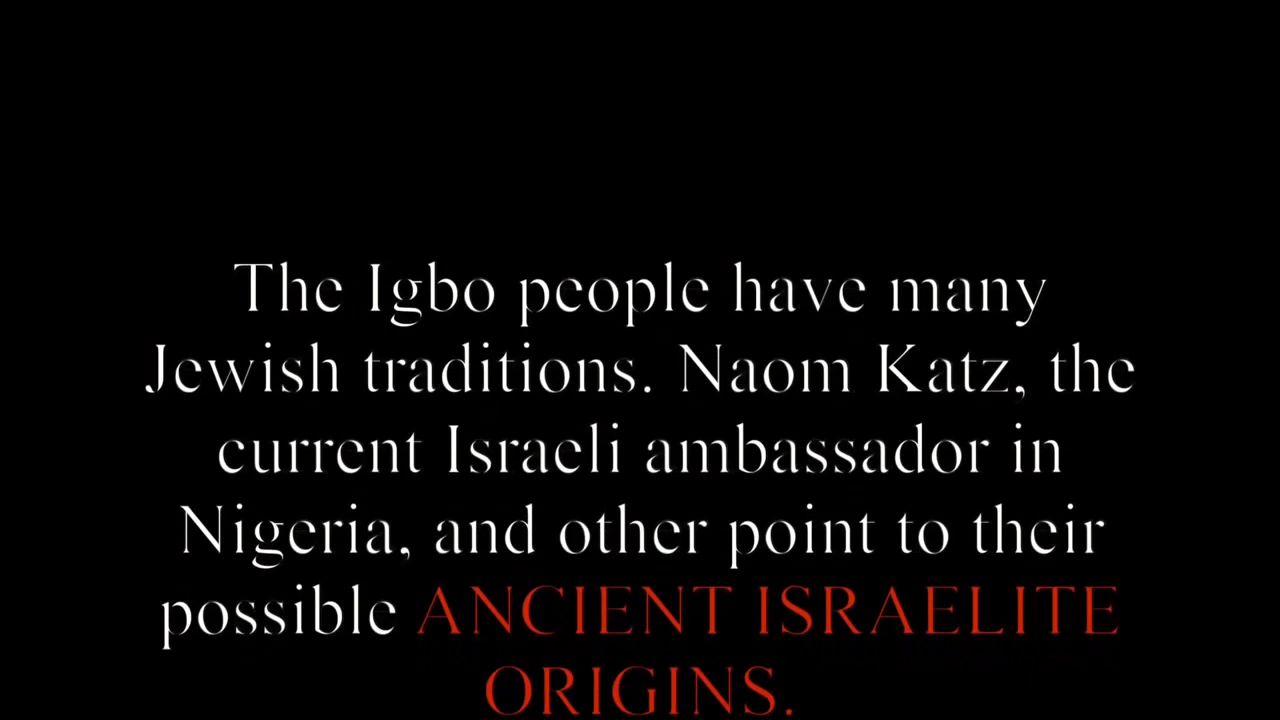 The Igbo people have many
Jewish traditions. Naom Katz, the
current Israeli ambassador in
Nigeria, and other point to their
possible ANCIENT ISRAELITE
ORIGINS.